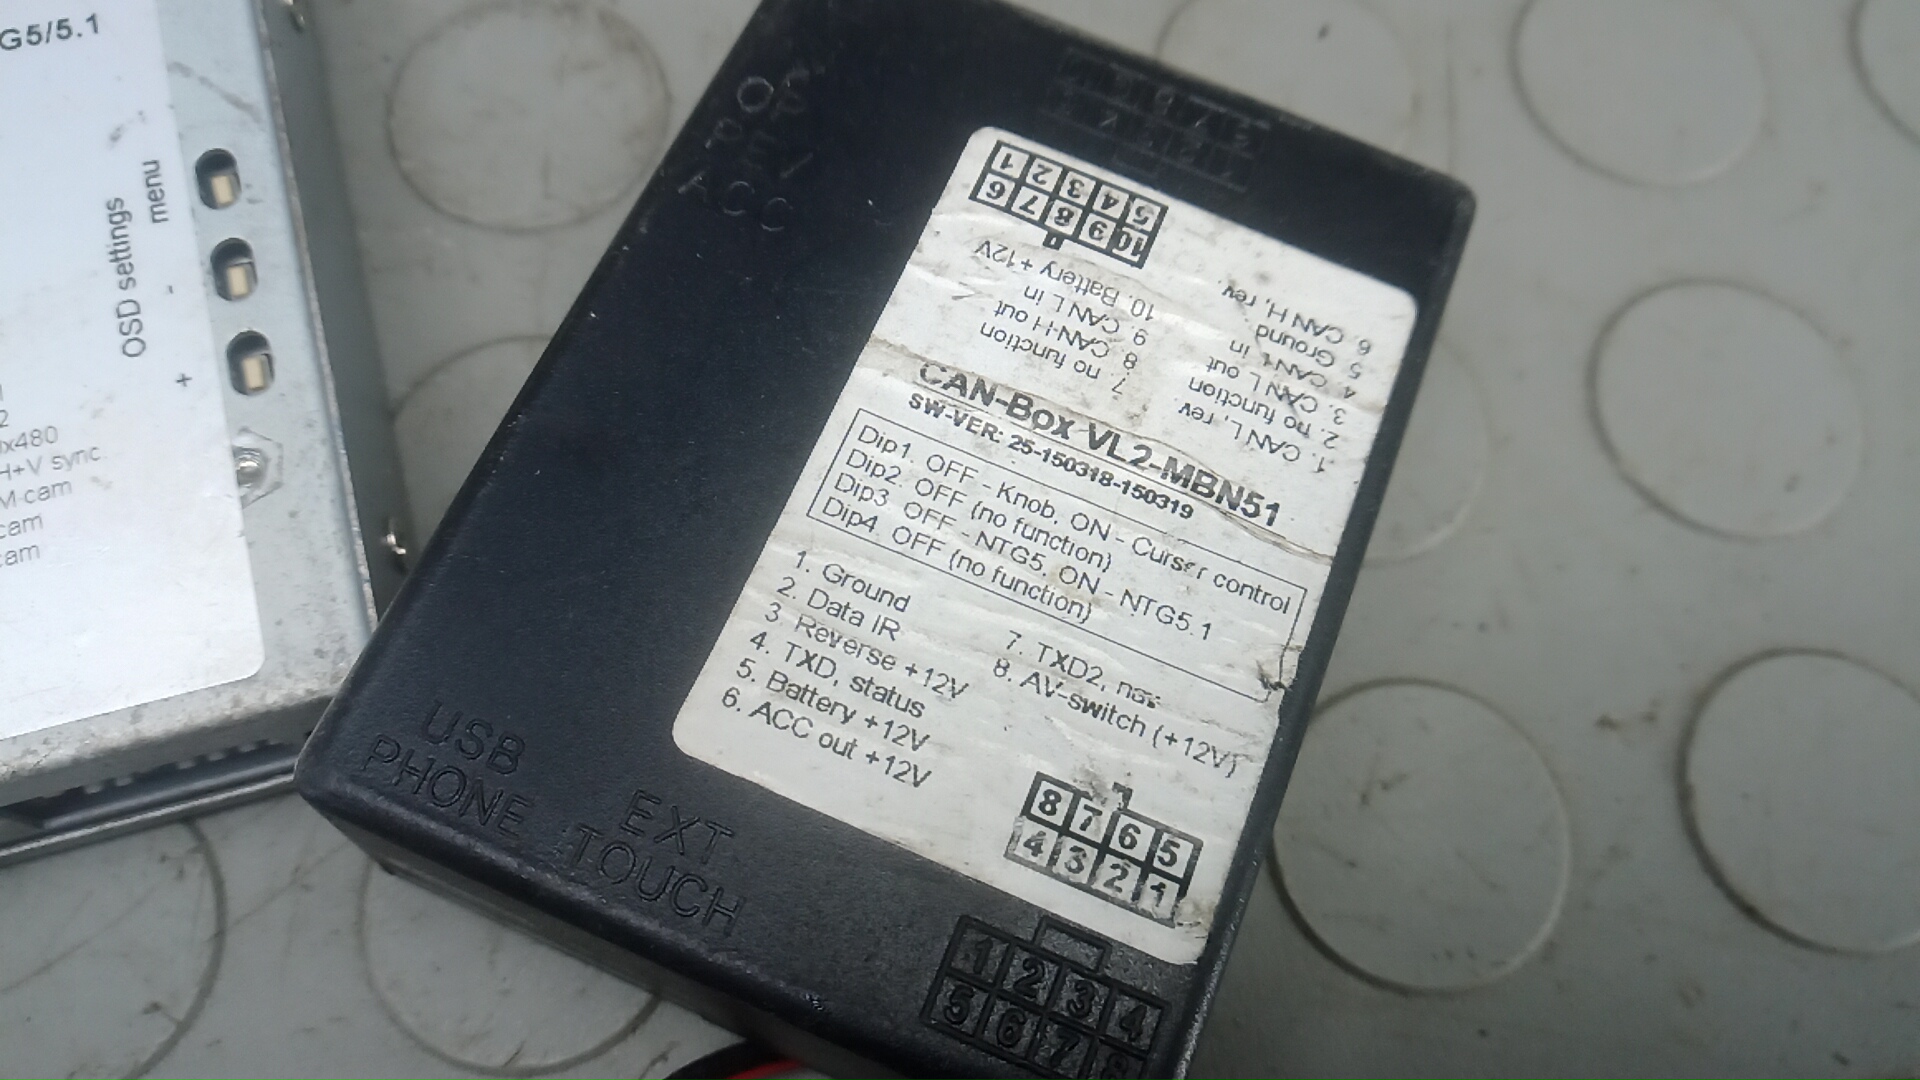 G5/5.1
OSD settings
menu
-
+
2
x480
H+V sync.
M-cam
cam
cam
ACC
1 2 3 4 5
6 7 8 9 10
1. CAN L, rev
2. no function
3. CAN L out
4. CAN L in
5. Ground
6. CAN H, rev.
7. no function
8. CAN-H out
9. CAN L in
10. Battery +12V
CAN-Box VL2-MBN51
SW-VER: 25-150318-150319
Dip1. OFF - Knob, ON - Curser control
Dip2. OFF (no function)
Dip3. OFF - NTG5, ON - NTG5.1
Dip4. OFF (no function)
1. Ground
2. Data IR
3. Reverse +12V
4. TXD, status
5. Battery +12V
6. ACC out +12V
7. TXD2,
8. AV-switch (+12V)
8 7 6 5
4 3 2 1
USB
PHONE
EXT
TOUCH
1 2 3 4
5 6 7 8